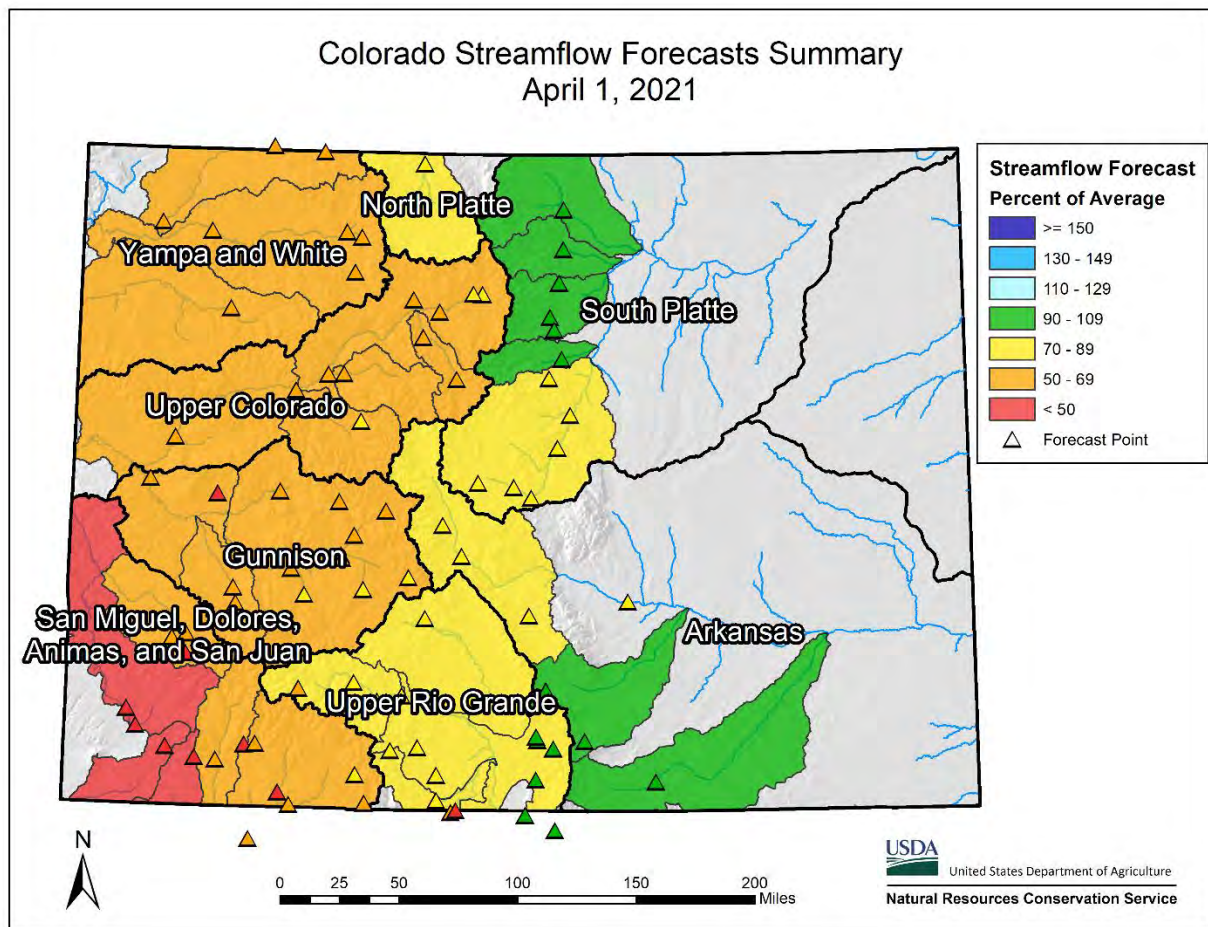 Colorado Streamflow Forecasts Summary
April 1, 2021
North Platte
Yampa and White
South Platte
Upper Colorado
Gunnison
San Miguel, Dolores,
Animas, and San Juan
Arkansas
Upper Rio Grande
Streamflow Forecast
Percent of Average
>= 150
130 - 149
110 - 129
90 - 109
70 - 89
50 - 69
< 50
Forecast Point
N
0 25 50 100 150 200
Miles
USDA
United States Department of Agriculture
Natural Resources Conservation Service